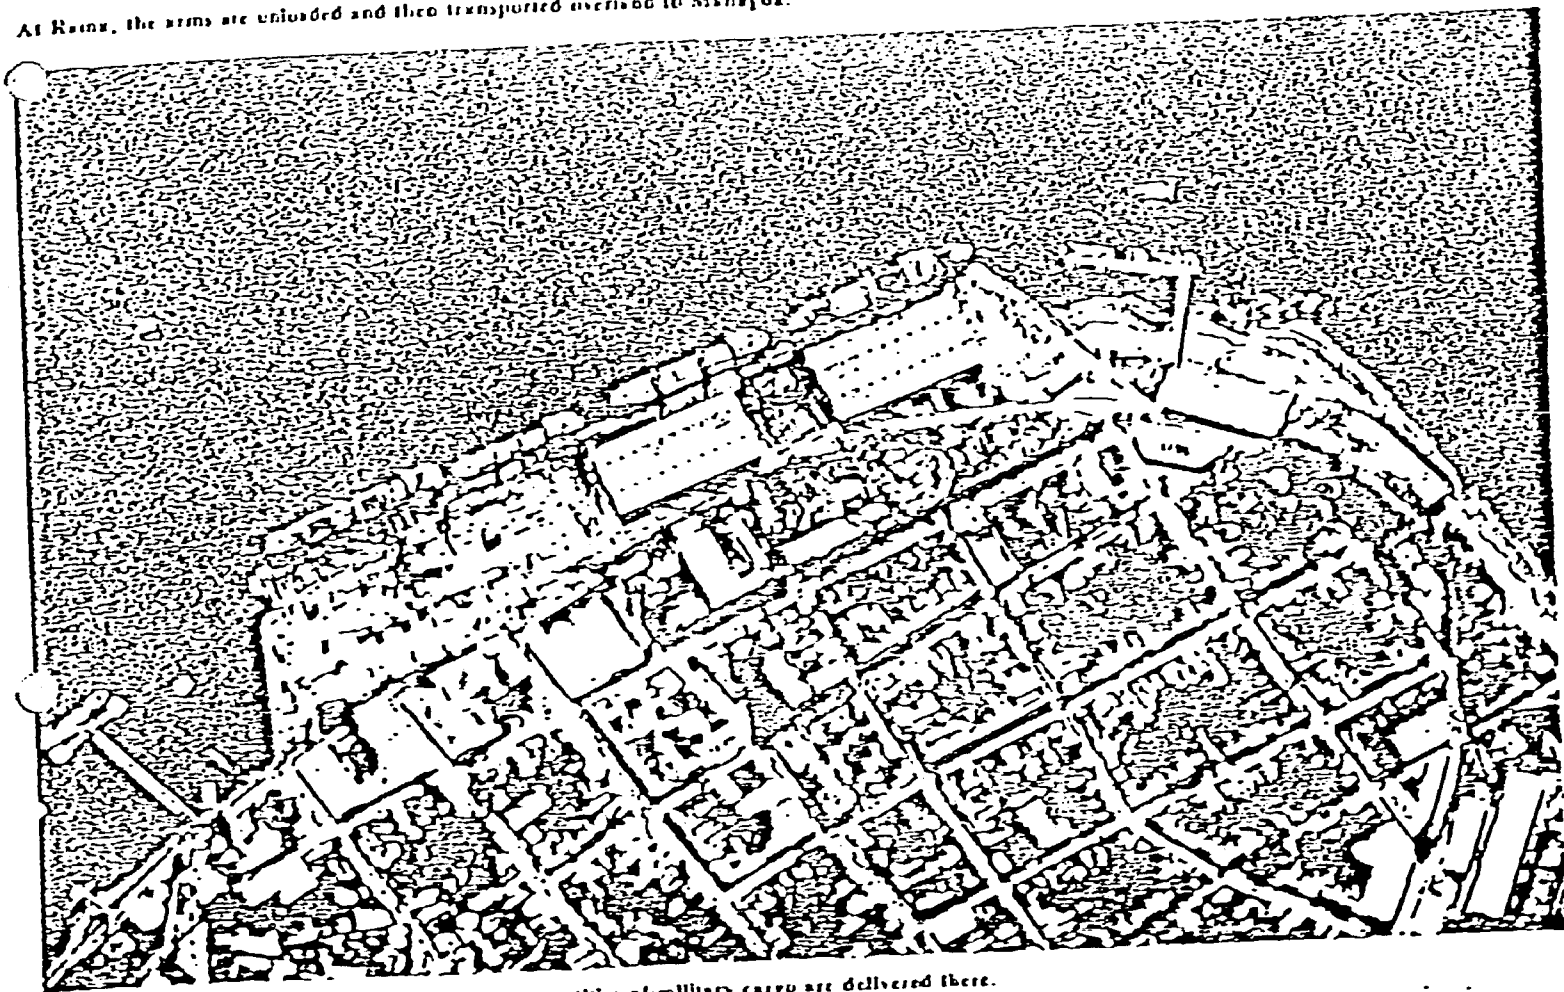 At Rama, the arms are unloaded and then transported overland to Managua.
military cargo are delivered there.